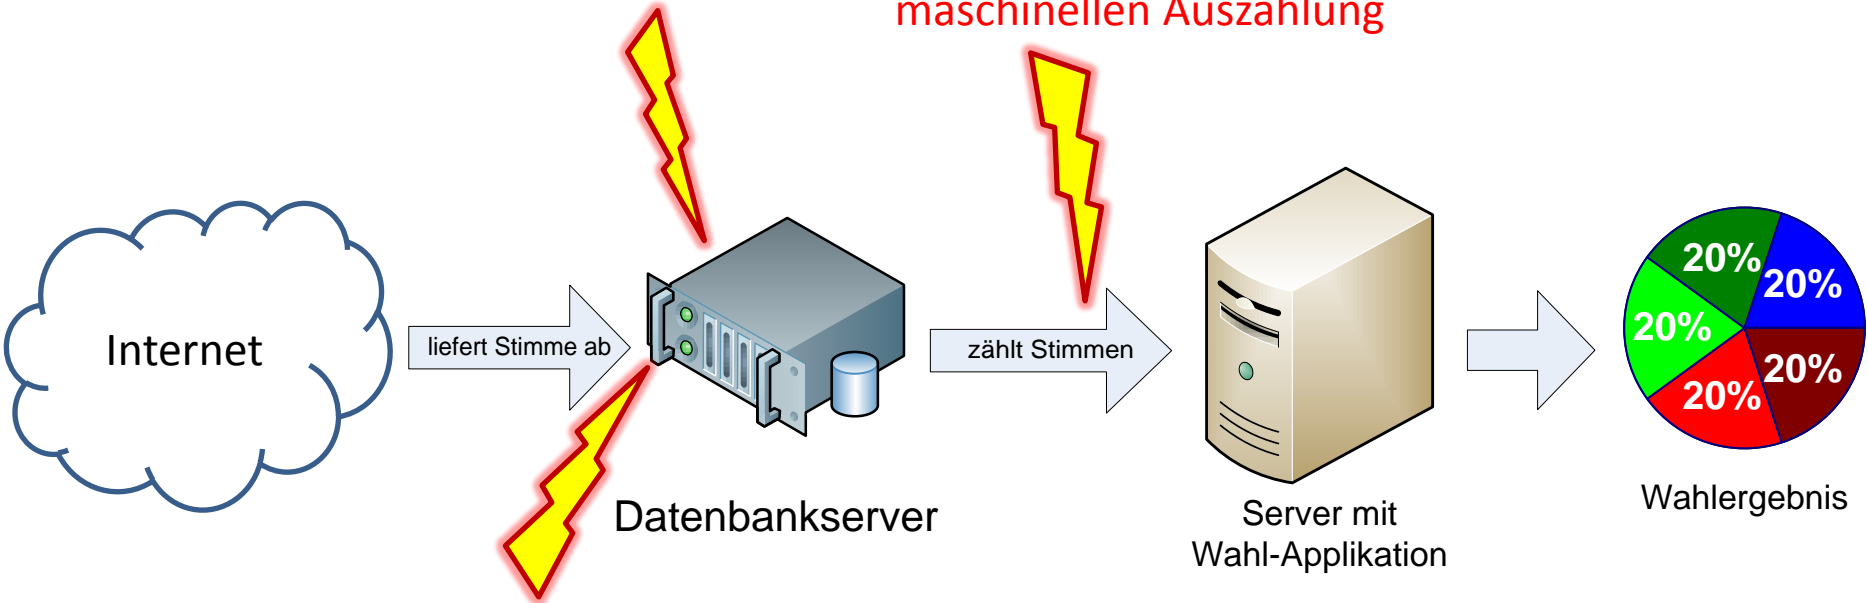 maschinellen Auszählung
Internet
liefert Stimme ab
Datenbankserver
zählt Stimmen
Server mit
Wahl-Applikation
20%
20%
20%
20%
20%
Wahlergebnis